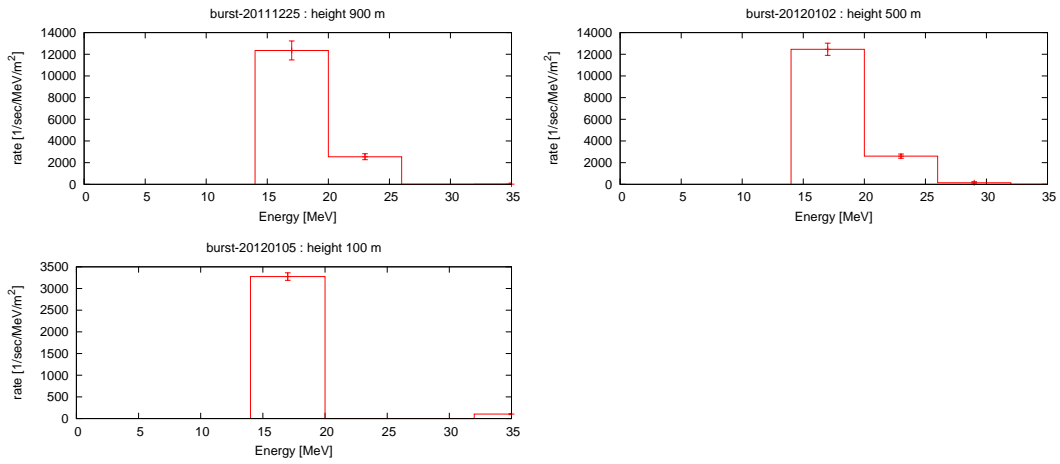 burst-20111225 : height 900 m
rate [1/sec/MeV/m^2]
14000
12000
10000
8000
6000
4000
2000
0
0 5 10 15 20 25 30 35
Energy [MeV]
burst-20120102 : height 500 m
rate [1/sec/MeV/m^2]
14000
12000
10000
8000
6000
4000
2000
0
0 5 10 15 20 25 30 35
Energy [MeV]
burst-20120105 : height 100 m
rate [1/sec/MeV/m^2]
3500
3000
2500
2000
1500
1000
500
0
0 5 10 15 20 25 30 35
Energy [MeV]